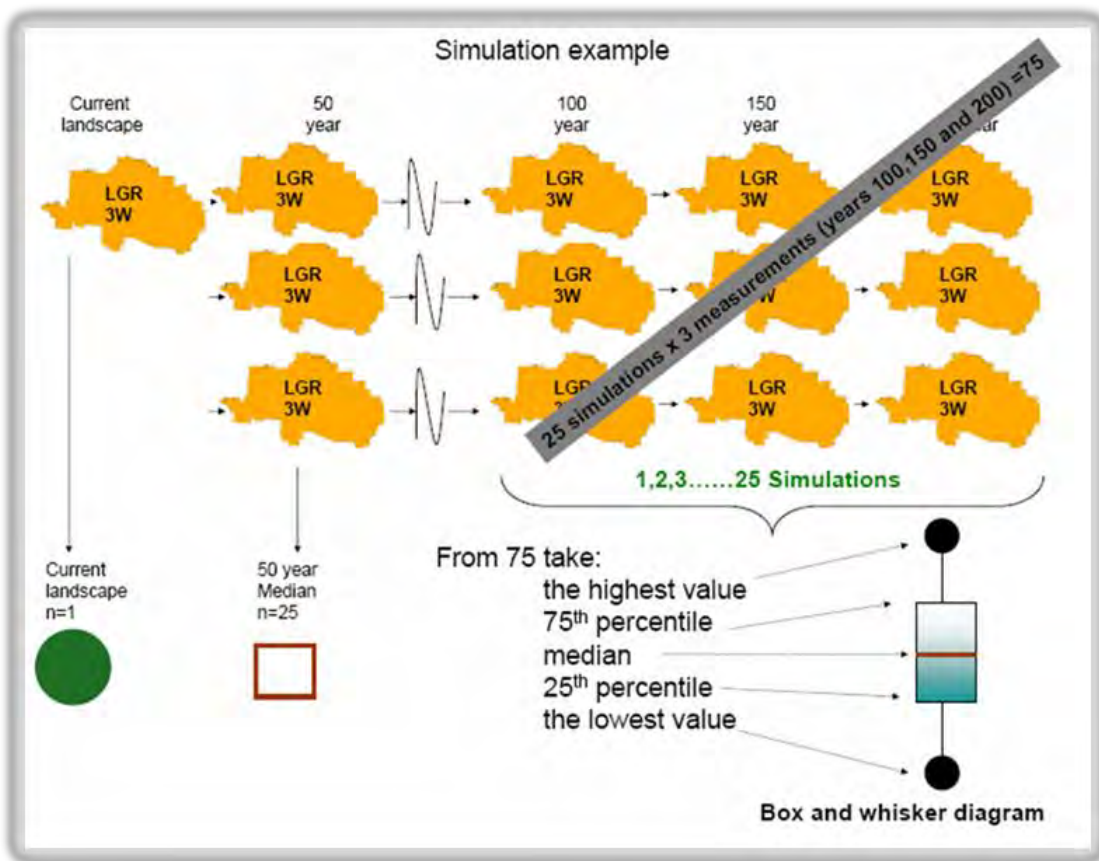 Simulation example
Current
landscape
50
year
100
year
150
year
LGR
3W
LGR
3W
LGR
3W
LGR
3W
LGR
LGR
3W
LGR
3W
LGR
3W
LGR
3W
LGR
3W
LGR
LGR
3W
LGR
3W
25 simulations x 3 measurements (years 100,150 and 200) =75
1,2,3......25 Simulations
Current
landscape
n=1
50 year
Median
n=25
From 75 take:
the highest value
75th percentile
median
25th percentile
the lowest value
Box and whisker diagram